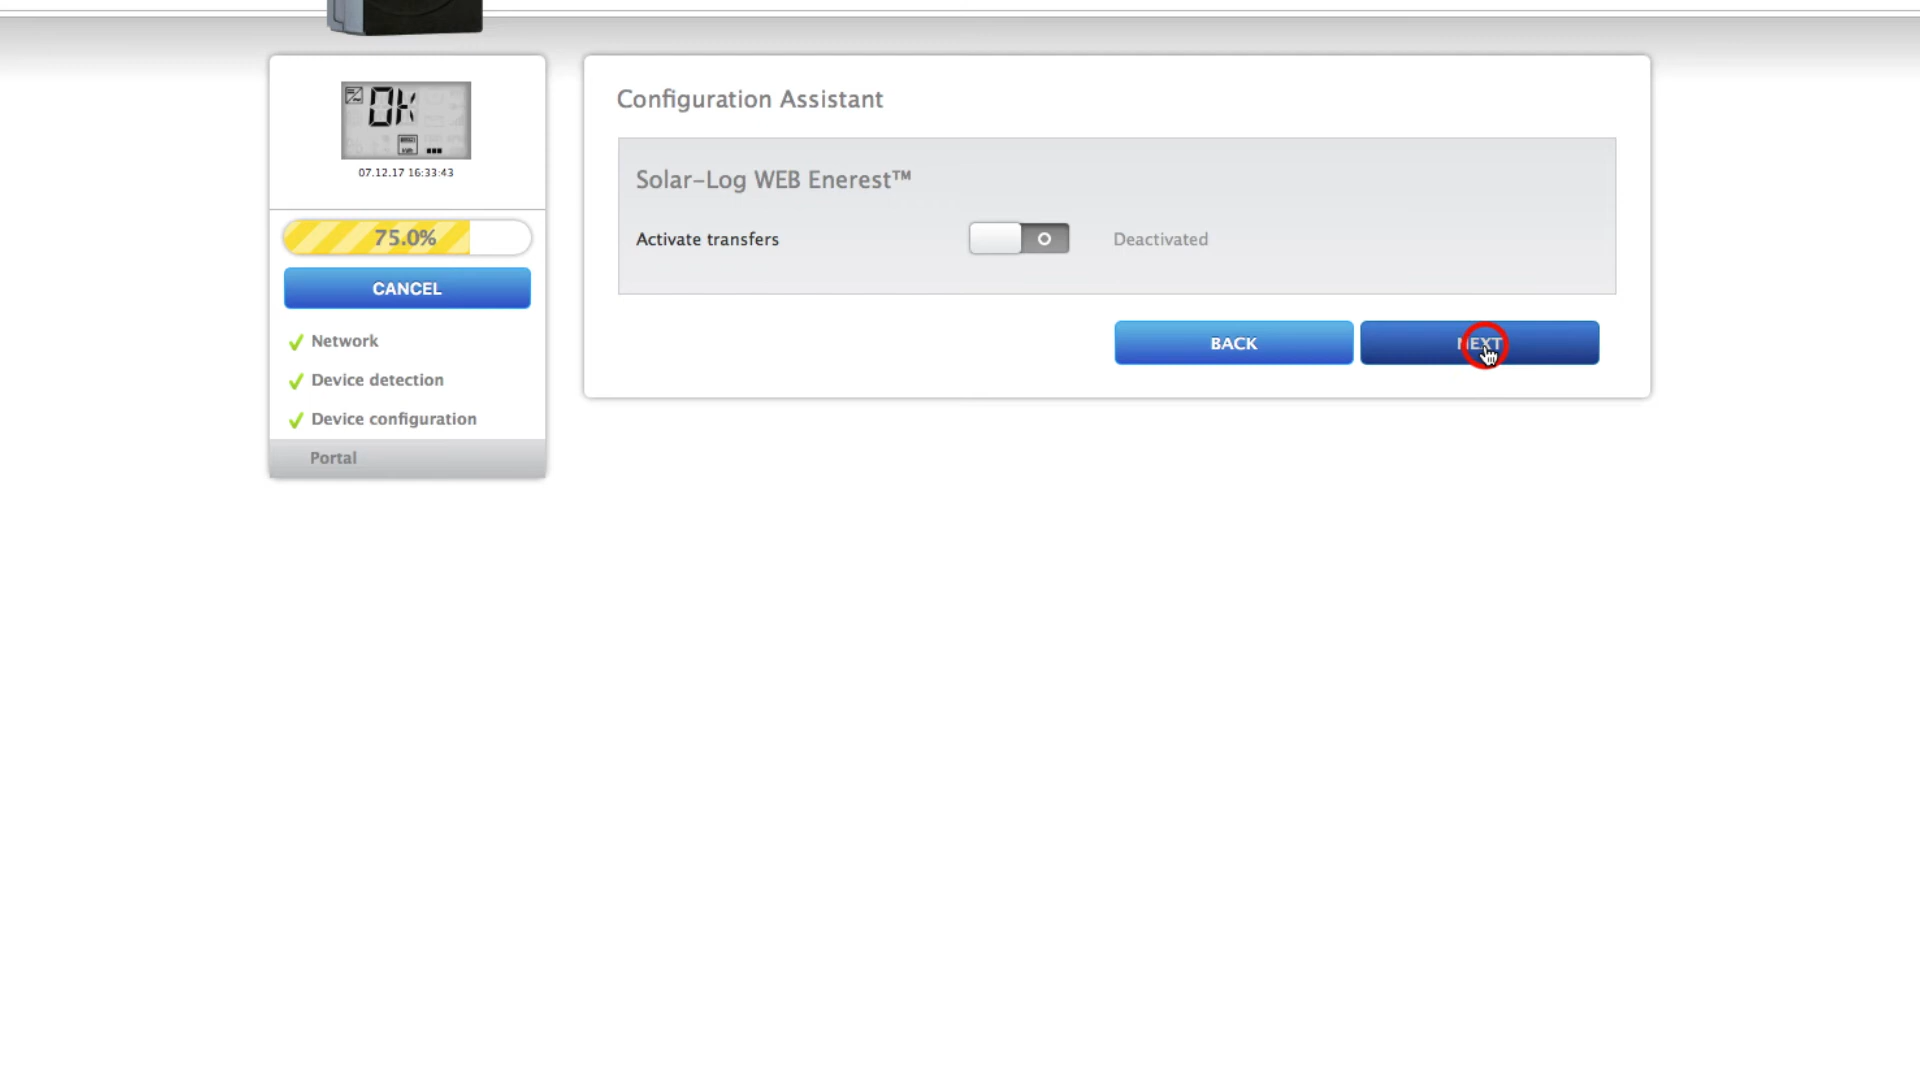 OK
07.12.17 16:33:43
75.0%
CANCEL
Network
Device detection
Device configuration
Portal
Configuration Assistant
Solar-Log WEB Enerest™
Activate transfers
Deactivated
BACK
NEXT